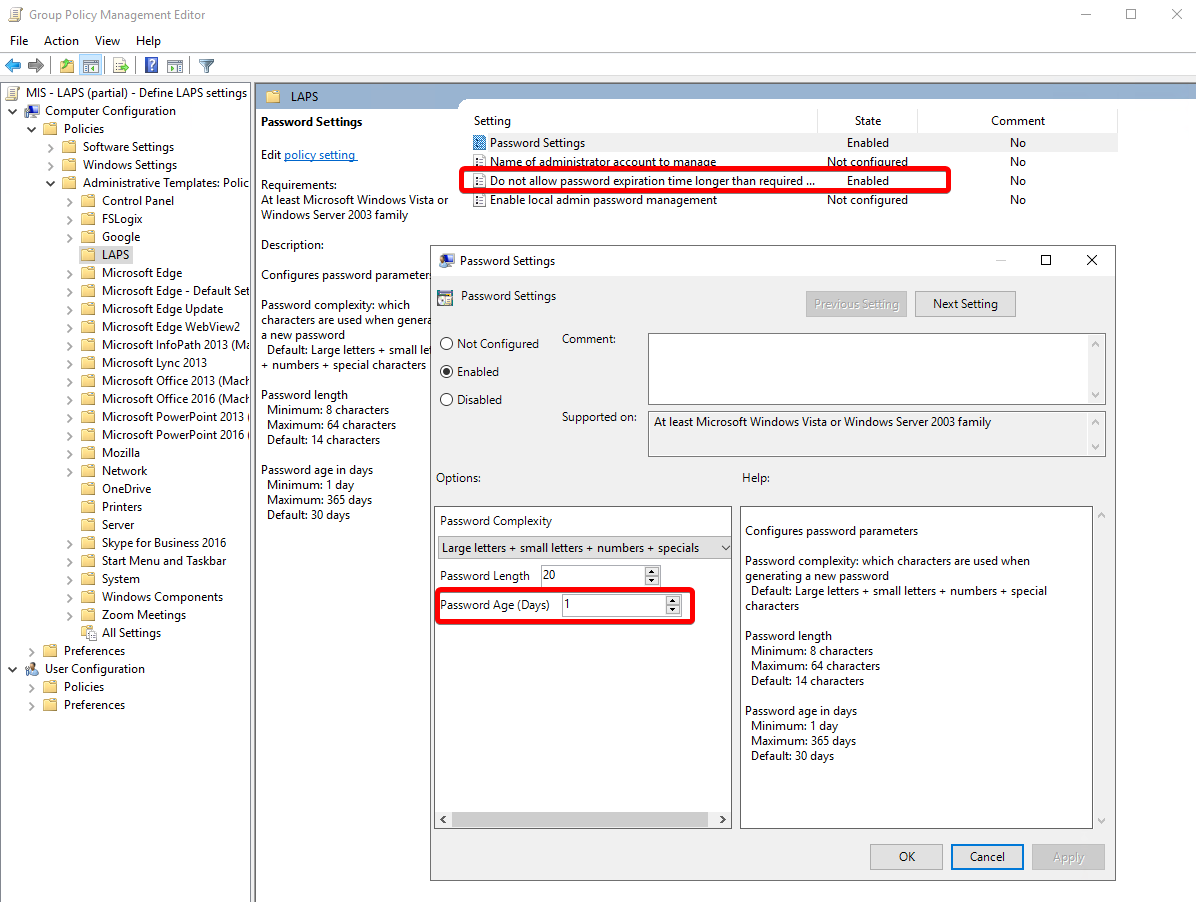 Group Policy Management Editor
File Action View Help
MIS - LAPS (partial) - Define LAPS settings
Computer Configuration
Policies
Software Settings
Windows Settings
Administrative Templates: Polic
Control Panel
FSLogix
Google
LAPS
Microsoft Edge
Microsoft Edge - Default Set
Microsoft Edge Update
Microsoft Edge WebView2
Microsoft InfoPath 2013 (Ma
Microsoft Lync 2013
Microsoft Office 2013 (Mach
Microsoft Office 2016 (Mach
Microsoft PowerPoint 2013 (
Microsoft PowerPoint 2016 (
Mozilla
Network
OneDrive
Printers
Server
Skype for Business 2016
Start Menu and Taskbar
System
Windows Components
Zoom Meetings
All Settings
Preferences
User Configuration
Policies
Preferences
LAPS
Password Settings
Edit policy setting
Requirements:
At least Microsoft Windows Vista or
Windows Server 2003 family
Description:
Configures password parameters
Password complexity: which
characters are used when genera
a new password
Default: Large letters + small let
+ numbers + special characters
Password length
Minimum: 8 characters
Maximum: 64 characters
Default: 14 characters
Password age in days
Minimum: 1 day
Maximum: 365 days
Default: 30 days
Setting State Comment
Password Settings Enabled No
Name of administrator account to manage Not configured No
Do not allow password expiration time longer than required ... Enabled No
Enable local admin password management Not configured No
Password Settings
Password Settings
Previous Setting Next Setting
Not Configured
Enabled
Disabled
Comment:
Supported on:
At least Microsoft Windows Vista or Windows Server 2003 family
Options:
Password Complexity
Large letters + small letters + numbers + specials
Password Length 20
Password Age (Days) 1
Help:
Configures password parameters
Password complexity: which characters are used when
generating a new password
Default: Large letters + small letters + numbers + special
characters
Password length
Minimum: 8 characters
Maximum: 64 characters
Default: 14 characters
Password age in days
Minimum: 1 day
Maximum: 365 days
Default: 30 days
OK Cancel Apply